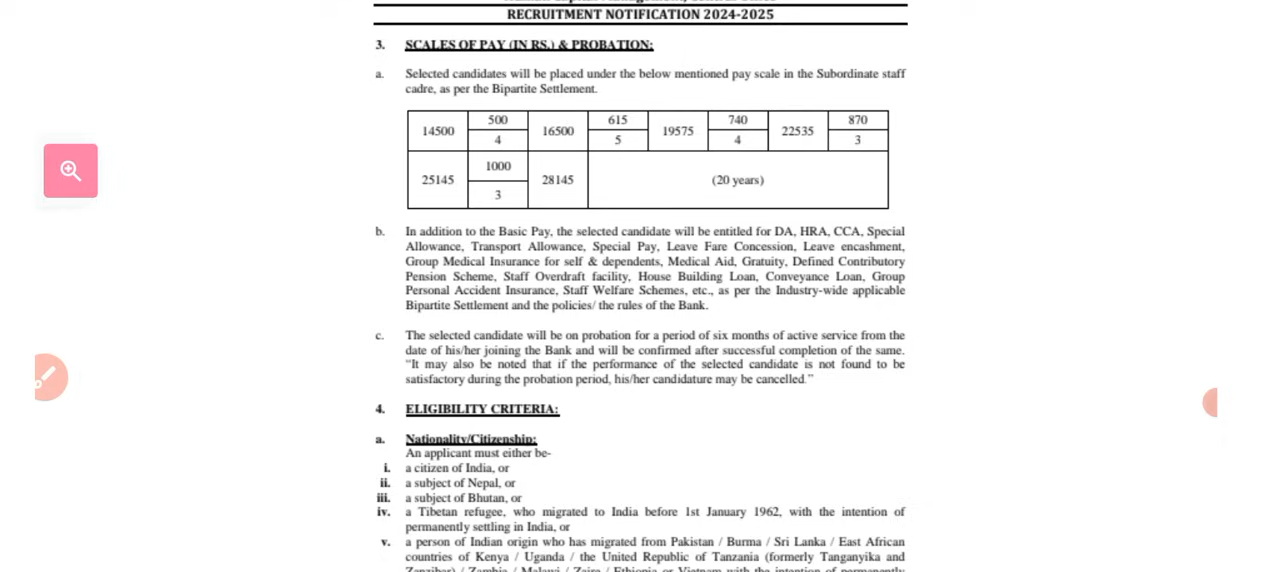 RECRUITMENT NOTIFICATION 2024-2025
3. SCALES OF PAY (IN RS.) & PROBATION:
a. Selected candidates will be placed under the below mentioned pay scale in the Subordinate staff
cadre, as per the Bipartite Settlement.
14500 500 4 16500 615 5 19575 740 4 22535 870 3
25145 1000 3 28145 (20 years)
b. In addition to the Basic Pay, the selected candidate will be entitled for DA, HRA, CCA, Special
Allowance, Transport Allowance, Special Pay, Leave Fare Concession, Leave encashment,
Group Medical Insurance for self & dependents, Medical Aid, Gratuity, Defined Contributory
Pension Scheme, Staff Overdraft facility, House Building Loan, Conveyance Loan, Group
Personal Accident Insurance, Staff Welfare Schemes, etc., as per the Industry-wide applicable
Bipartite Settlement and the policies/ the rules of the Bank.
c. The selected candidate will be on probation for a period of six months of active service from the
date of his/her joining the Bank and will be confirmed after successful completion of the same.
"It may also be noted that if the performance of the selected candidate is not found to be
satisfactory during the probation period, his/her candidature may be cancelled."
4. ELIGIBILITY CRITERIA:
a. Nationality/Citizenship:
An applicant must either be-
i. a citizen of India, or
ii. a subject of Nepal, or
iii. a subject of Bhutan, or
iv. a Tibetan refugee, who migrated to India before 1st January 1962, with the intention of
permanently settling in India, or
v. a person of Indian origin who has migrated from Pakistan / Burma / Sri Lanka / East African
countries of Kenya / Uganda / the United Republic of Tanzania (formerly Tanganyika and
Zanzibar) / Zambia / Malawi / Zaire / Ethiopia or Vietnam with the intention of permanently